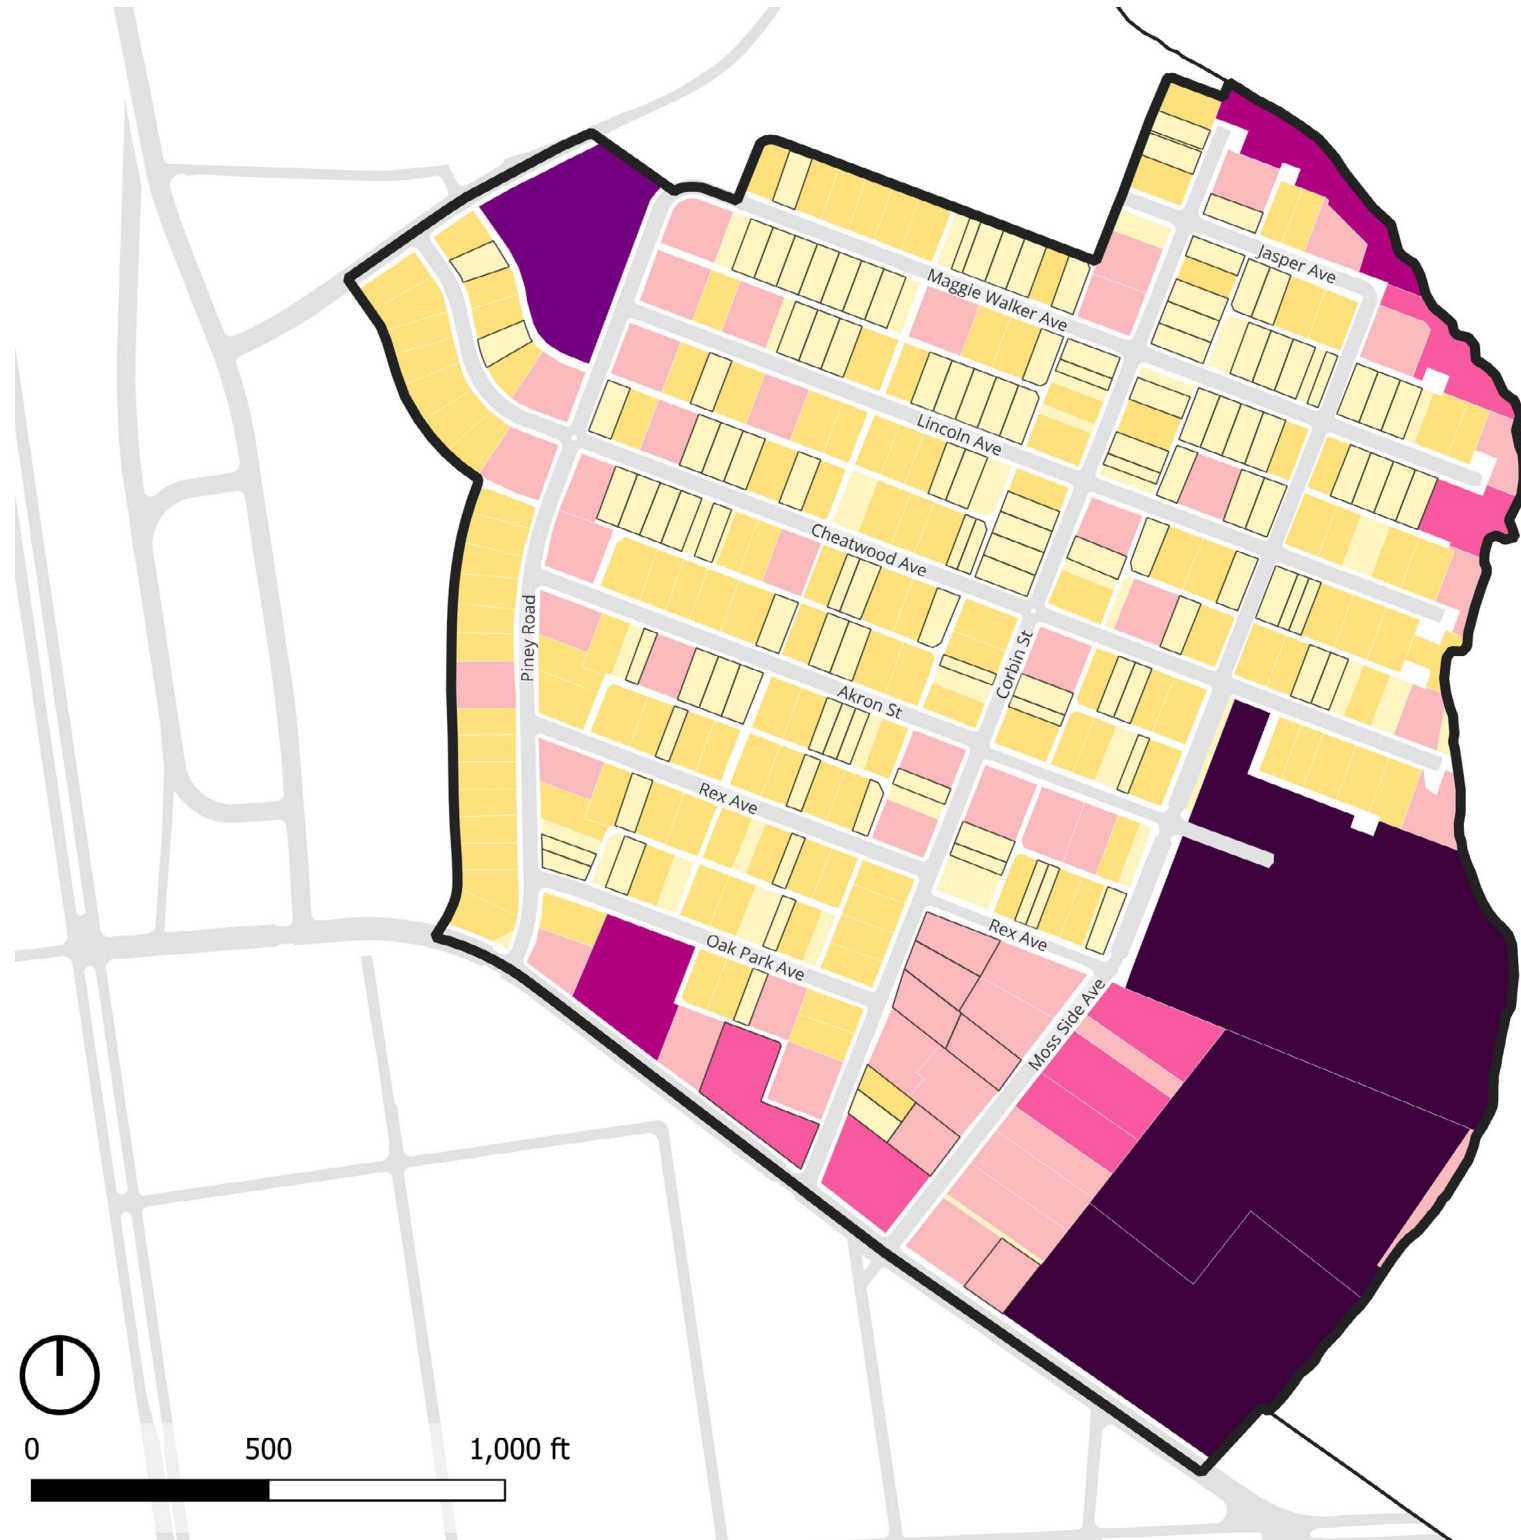 Jasper Ave
Maggie Walker Ave
Lincoln Ave
Cheatwood Ave
Piney Road
Corbin St
Akron St
Rex Ave
Rex Ave
Oak Park Ave
Moss Side Ave
0 500 1,000 ft